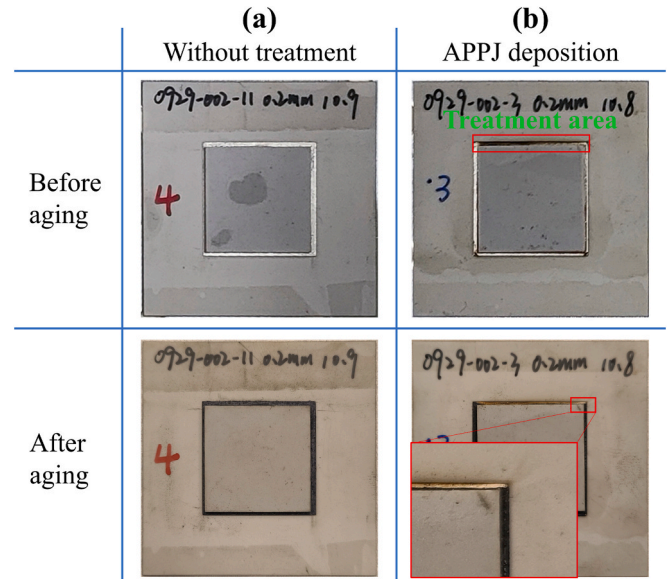 (a) (b)
Without treatment APPJ deposition
Before aging
0929-002-11 0.2mm 10.9
4
0929-002-3 0.2mm 10.8
Treatment area
3
After aging
0929-002-11 0.2mm 10.9
4
0929-002-3 0.2mm 10.8